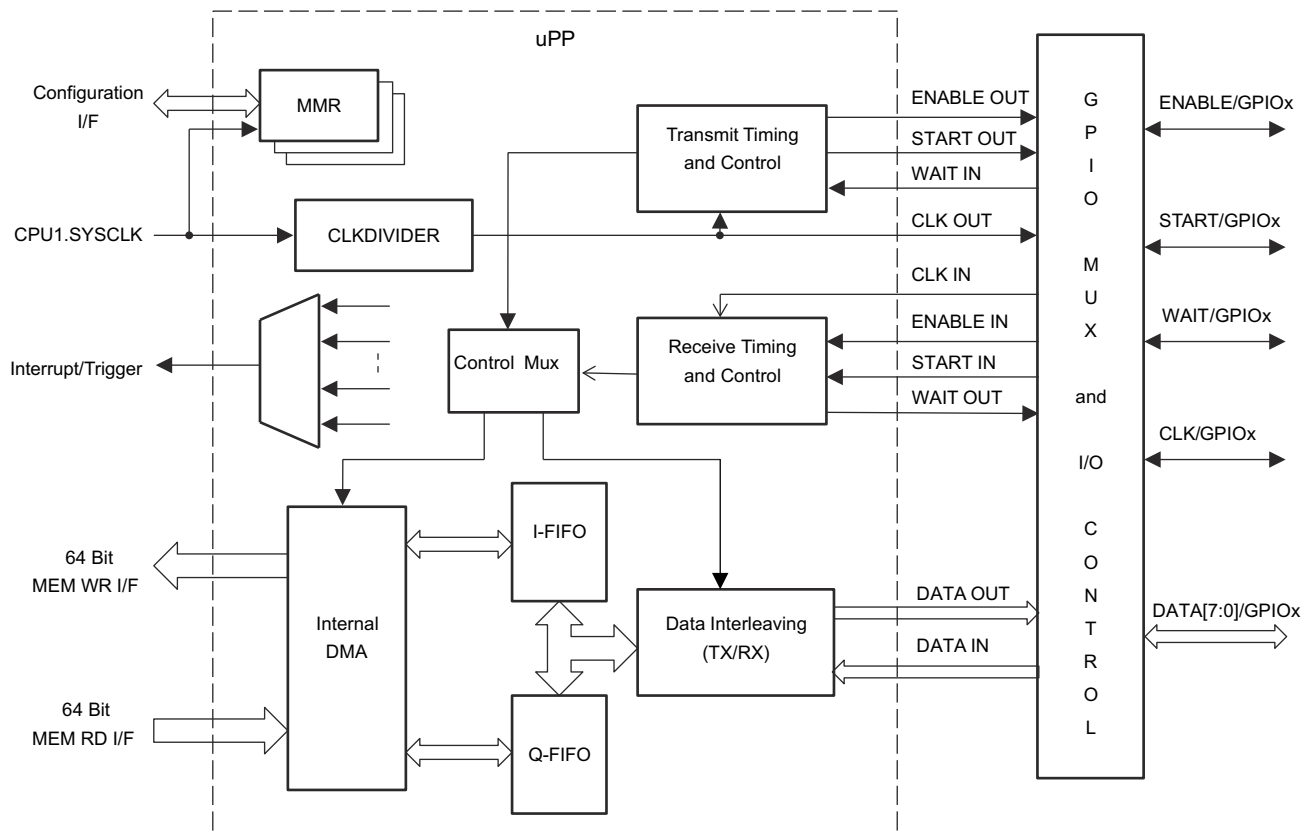 uPP
Configuration
I/F
MMR
CPU1.SYSCLK
CLKDIVIDER
Transmit Timing
and Control
ENABLE OUT
START OUT
WAIT IN
CLK OUT
CLK IN
ENABLE IN
START IN
WAIT OUT
Interrupt/Trigger
Control Mux
Receive Timing
and Control
64 Bit
MEM WR I/F
64 Bit
MEM RD I/F
Internal
DMA
I-FIFO
Q-FIFO
Data Interleaving
(TX/RX)
DATA OUT
DATA IN
G
P
I
O
M
U
X
and
I/O
C
O
N
T
R
O
L
ENABLE/GPIOx
START/GPIOx
WAIT/GPIOx
CLK/GPIOx
DATA[7:0]/GPIOx